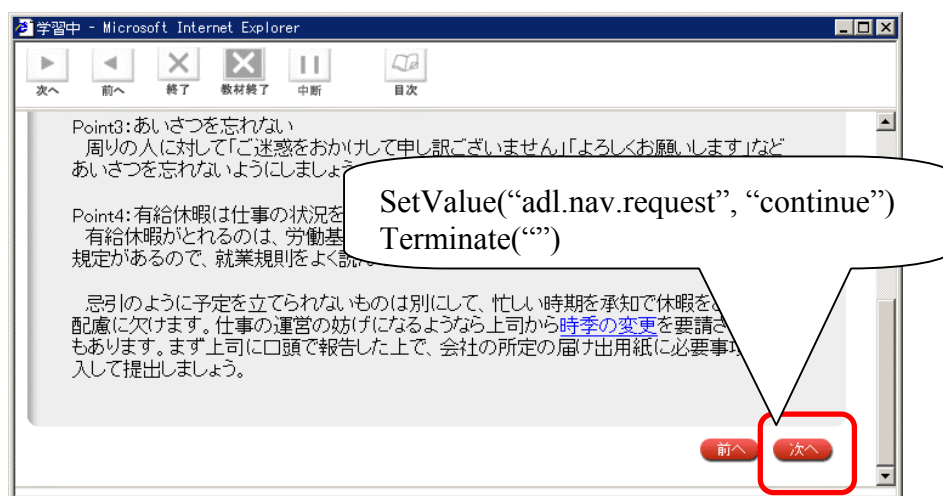 学習中 - Microsoft Internet Explorer
次へ 前へ 終了 教材終了 中断 目次
Point3:あいさつを忘れない
周りの人に対して「ご迷惑をおかけして申し訳ございません」「よろしくお願いします」など
あいさつを忘れないようにしましょう
SetValue(“adl.nav.request”, “continue”)
Terminate(“”)
Point4:有給休暇は仕事の状況を
有給休暇がとれるのは、労働基
規定があるので、就業規則をよく読
忌引のように予定を立てられないものは別にして、忙しい時期を承知で休暇を
配慮に欠けます。仕事の運営の妨げになるようなら上司から時季の変更を要請
もあります。まず上司に口頭で報告した上で、会社の所定の届け出用紙に必要事
入して提出しましょう。
前へ 次へ